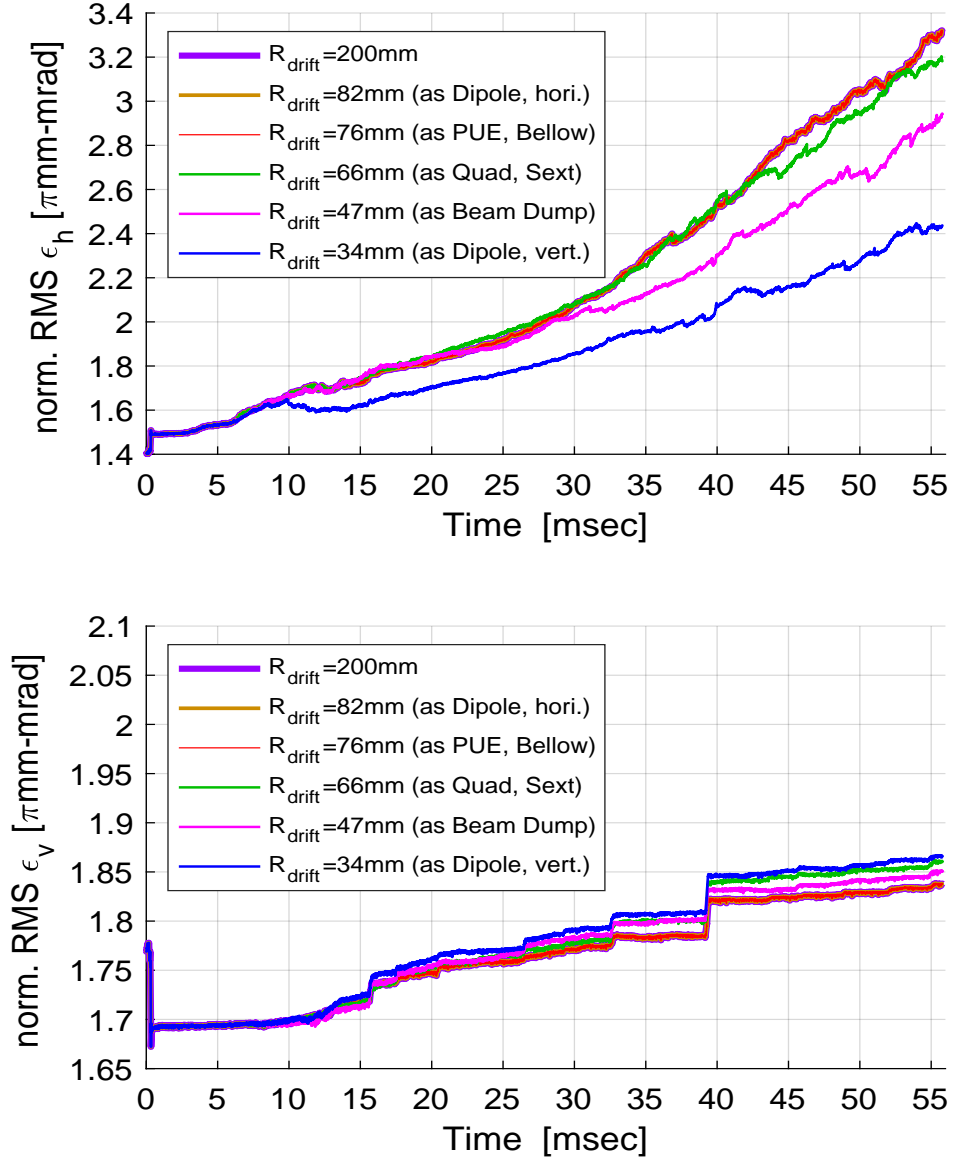 3.4
3.2
3
2.8
2.6
2.4
2.2
2
1.8
1.6
1.4
norm. RMS ϵ_h [πmm-mrad]
R_drift=200mm
R_drift=82mm (as Dipole, hori.)
R_drift=76mm (as PUE, Bellow)
R_drift=66mm (as Quad, Sext)
R_drift=47mm (as Beam Dump)
R_drift=34mm (as Dipole, vert.)
0 5 10 15 20 25 30 35 40 45 50 55
Time [msec]
2.1
2.05
2
1.95
1.9
1.85
1.8
1.75
1.7
1.65
norm. RMS ϵ_v [πmm-mrad]
R_drift=200mm
R_drift=82mm (as Dipole, hori.)
R_drift=76mm (as PUE, Bellow)
R_drift=66mm (as Quad, Sext)
R_drift=47mm (as Beam Dump)
R_drift=34mm (as Dipole, vert.)
0 5 10 15 20 25 30 35 40 45 50 55
Time [msec]